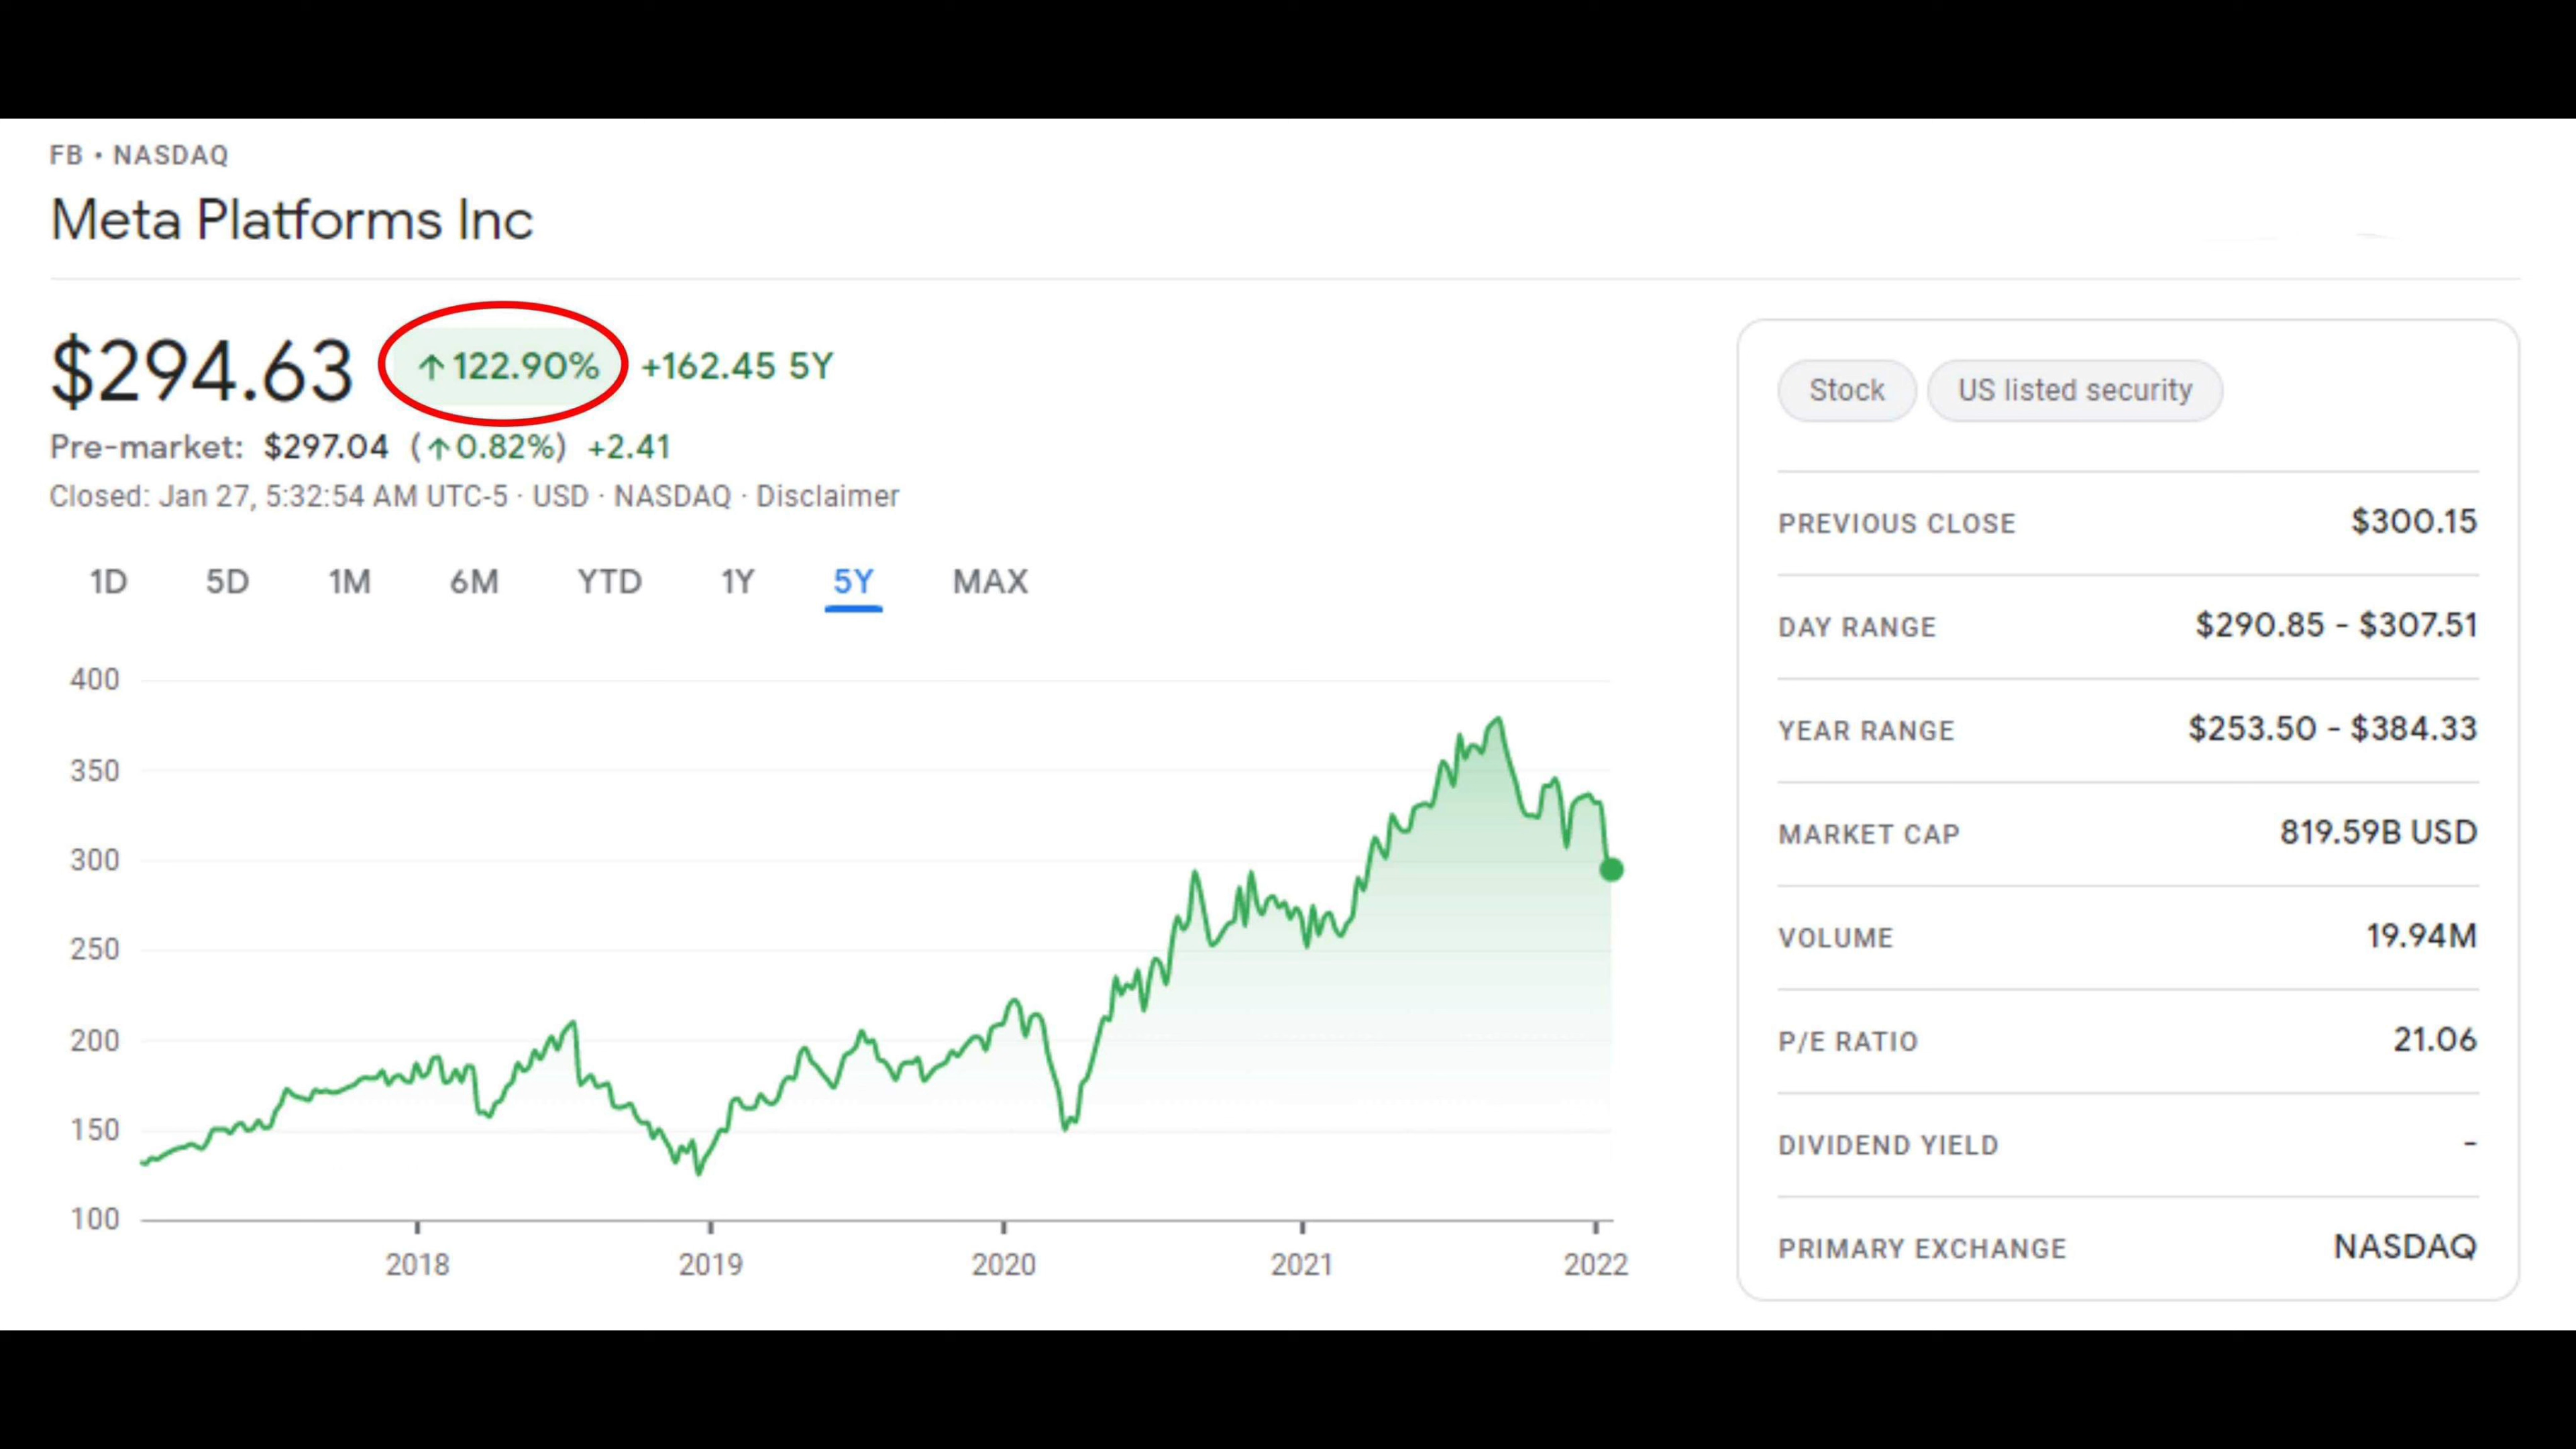 FB • NASDAQ
Meta Platforms Inc
$294.63 ↑122.90% +162.45 5Y
Pre-market: $297.04 (↑0.82%) +2.41
Closed: Jan 27, 5:32:54 AM UTC-5 · USD · NASDAQ · Disclaimer
1D 5D 1M 6M YTD 1Y 5Y MAX
400
350
300
250
200
150
100
2018 2019 2020 2021 2022
Stock US listed security
PREVIOUS CLOSE $300.15
DAY RANGE $290.85 - $307.51
YEAR RANGE $253.50 - $384.33
MARKET CAP 819.59B USD
VOLUME 19.94M
P/E RATIO 21.06
DIVIDEND YIELD -
PRIMARY EXCHANGE NASDAQ